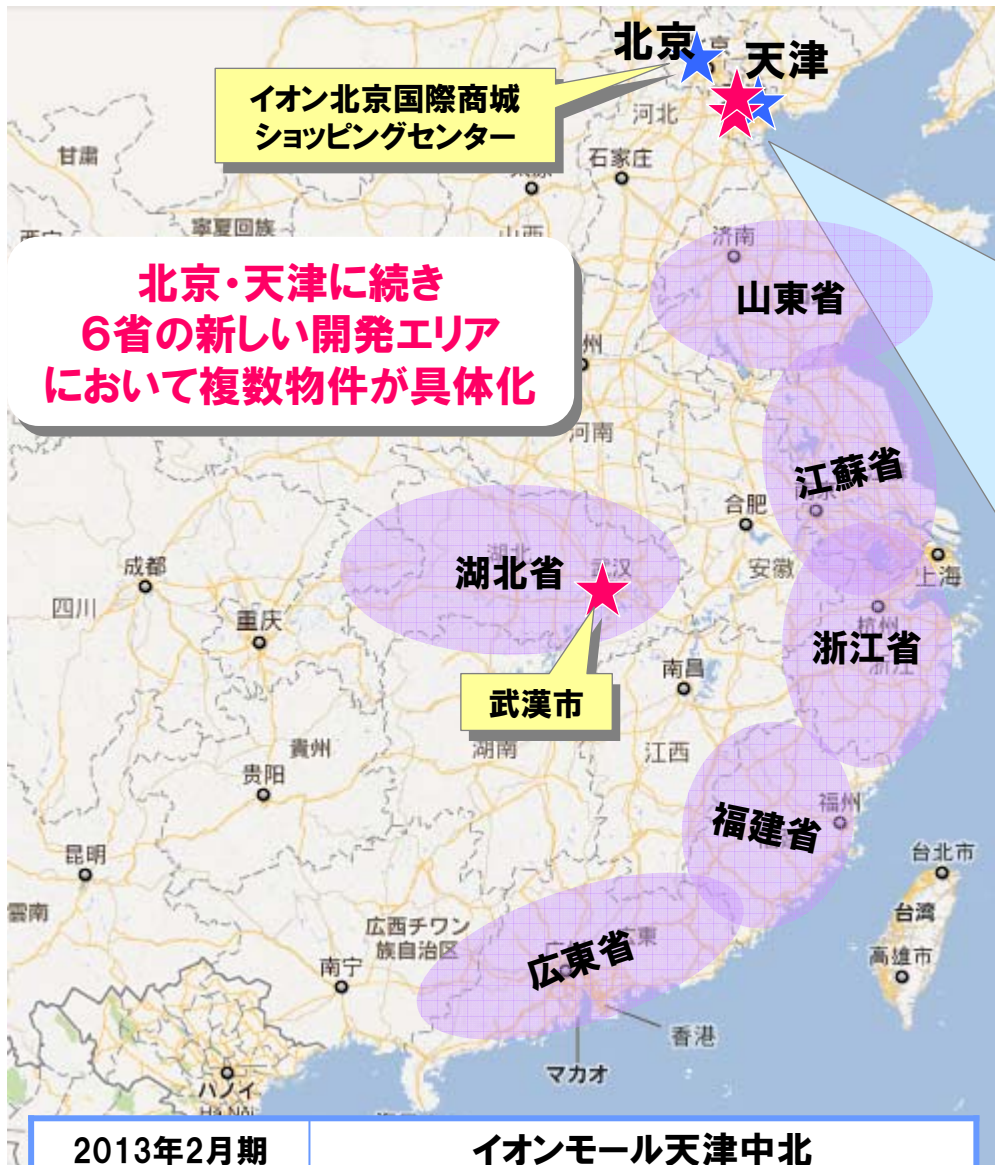 北京
天津
イオン北京国際商城
ショッピングセンター
河北
甘粛
石家庄
寧夏回族
山西
済南
北京・天津に続き
6省の新しい開発エリア
において複数物件が具体化
山東省
河南
江蘇省
合肥
湖北省
安徽
上海
成都
四川
重庆
杭州
浙江省
武漢市
南昌
湖南
江西
貴州
贵阳
福州
福建省
昆明
台北市
雲南
台湾
広西チワン
族自治区
広東省
南宁
高雄市
香港
マカオ
ハノイ
2013年2月期
イオンモール天津中北